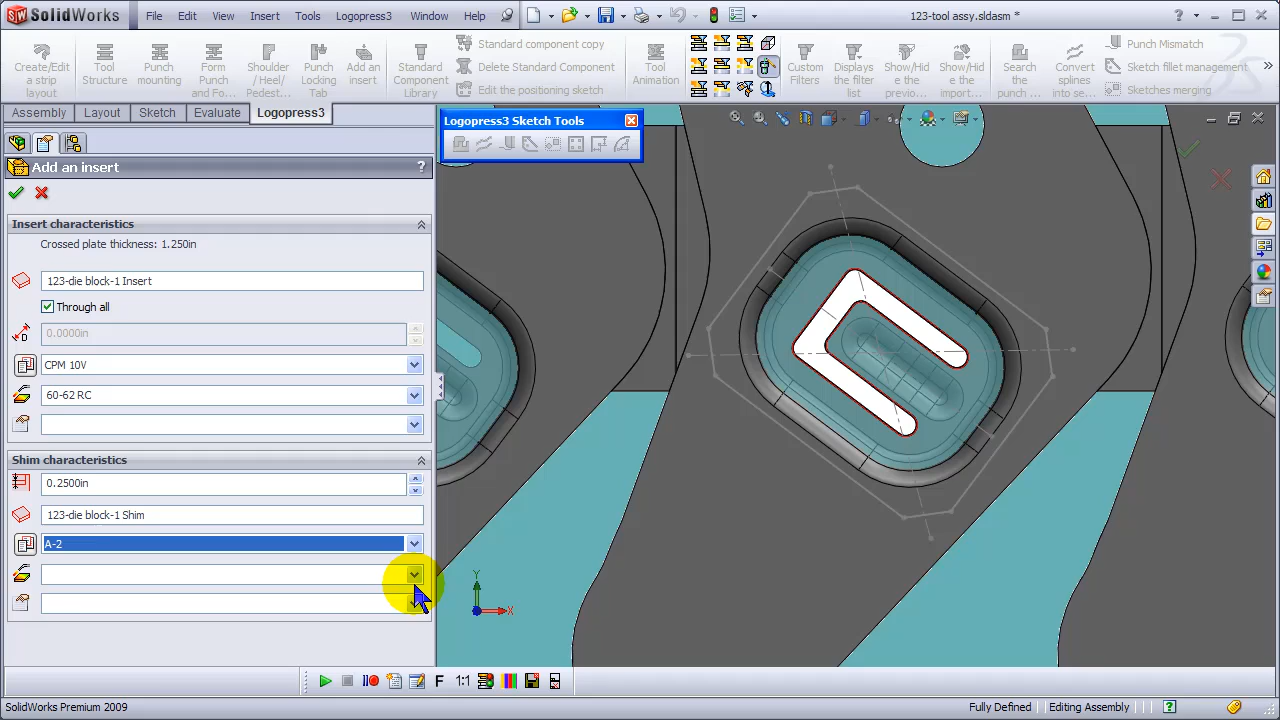 SolidWorks File Edit View Insert Tools Logopress3 Window Help 123-tool assy.sldasm *
Create/Edit a strip layout
Tool Structure
Punch mounting
Form Punch
Shoulder /Heel Pedest...
Punch Locking
Add an insert
Standard Component Library
Standard component copy
Delete Standard Component
Edit the positioning sketch
Tool Animation
Custom Filters
Displays the filter list
Show/Hid e the previo...
Show/Hid e the import...
Search the punch ...
Convert splines into ...
Punch Mismatch
Sketch fillet management
Sketches merging
Assembly Layout Sketch Evaluate Logopress3
Logopress3 Sketch Tools
Add an insert ?
Insert characteristics
Crossed plate thickness: 1.250in
123-die block-1 Insert
Through all
0.0000in
CPM 10V
60-62 RC
Shim characteristics
0.2500in
123-die block-1 Shim
A-2
Y
X
F 1:1
SolidWorks Premium 2009 Fully Defined Editing Assembly ?